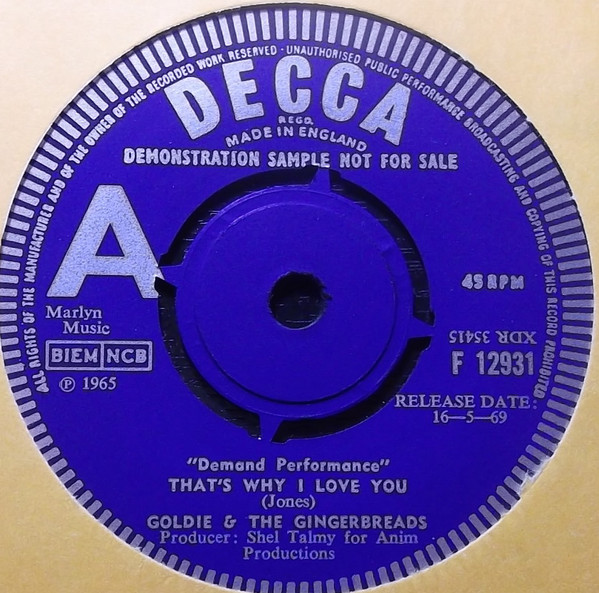 ALL RIGHTS OF THE MANUFACTURER AND OF THE OWNER OF THE RECORDED WORK RESERVED · UNAUTHORISED PUBLIC PERFORMANCE BROADCASTING AND COPYING OF THIS RECORD PROHIBITED
DECCA
REGD.
MADE IN ENGLAND
DEMONSTRATION SAMPLE NOT FOR SALE
A
45 RPM
Marlyn
Music
BIEM NCB
℗ 1965
XDR 35415
F 12931
RELEASE DATE:
16—5—69
"Demand Performance"
THAT'S WHY I LOVE YOU
(Jones)
GOLDIE & THE GINGERBREADS
Producer: Shel Talmy for Anim
Productions